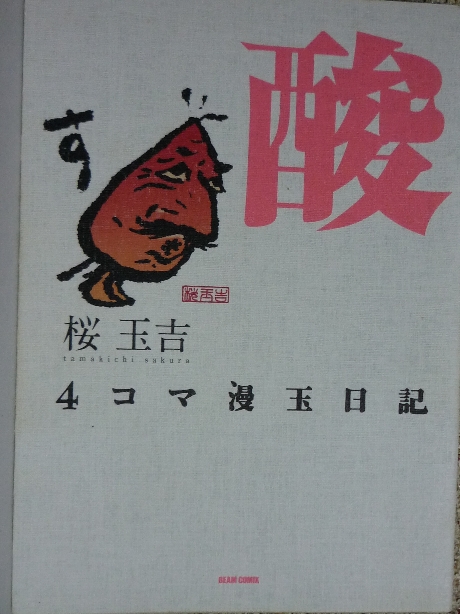 酸
す
桜玉吉
桜 玉吉
tamakichi sakura
4コマ漫玉日記
BEAM COMIX